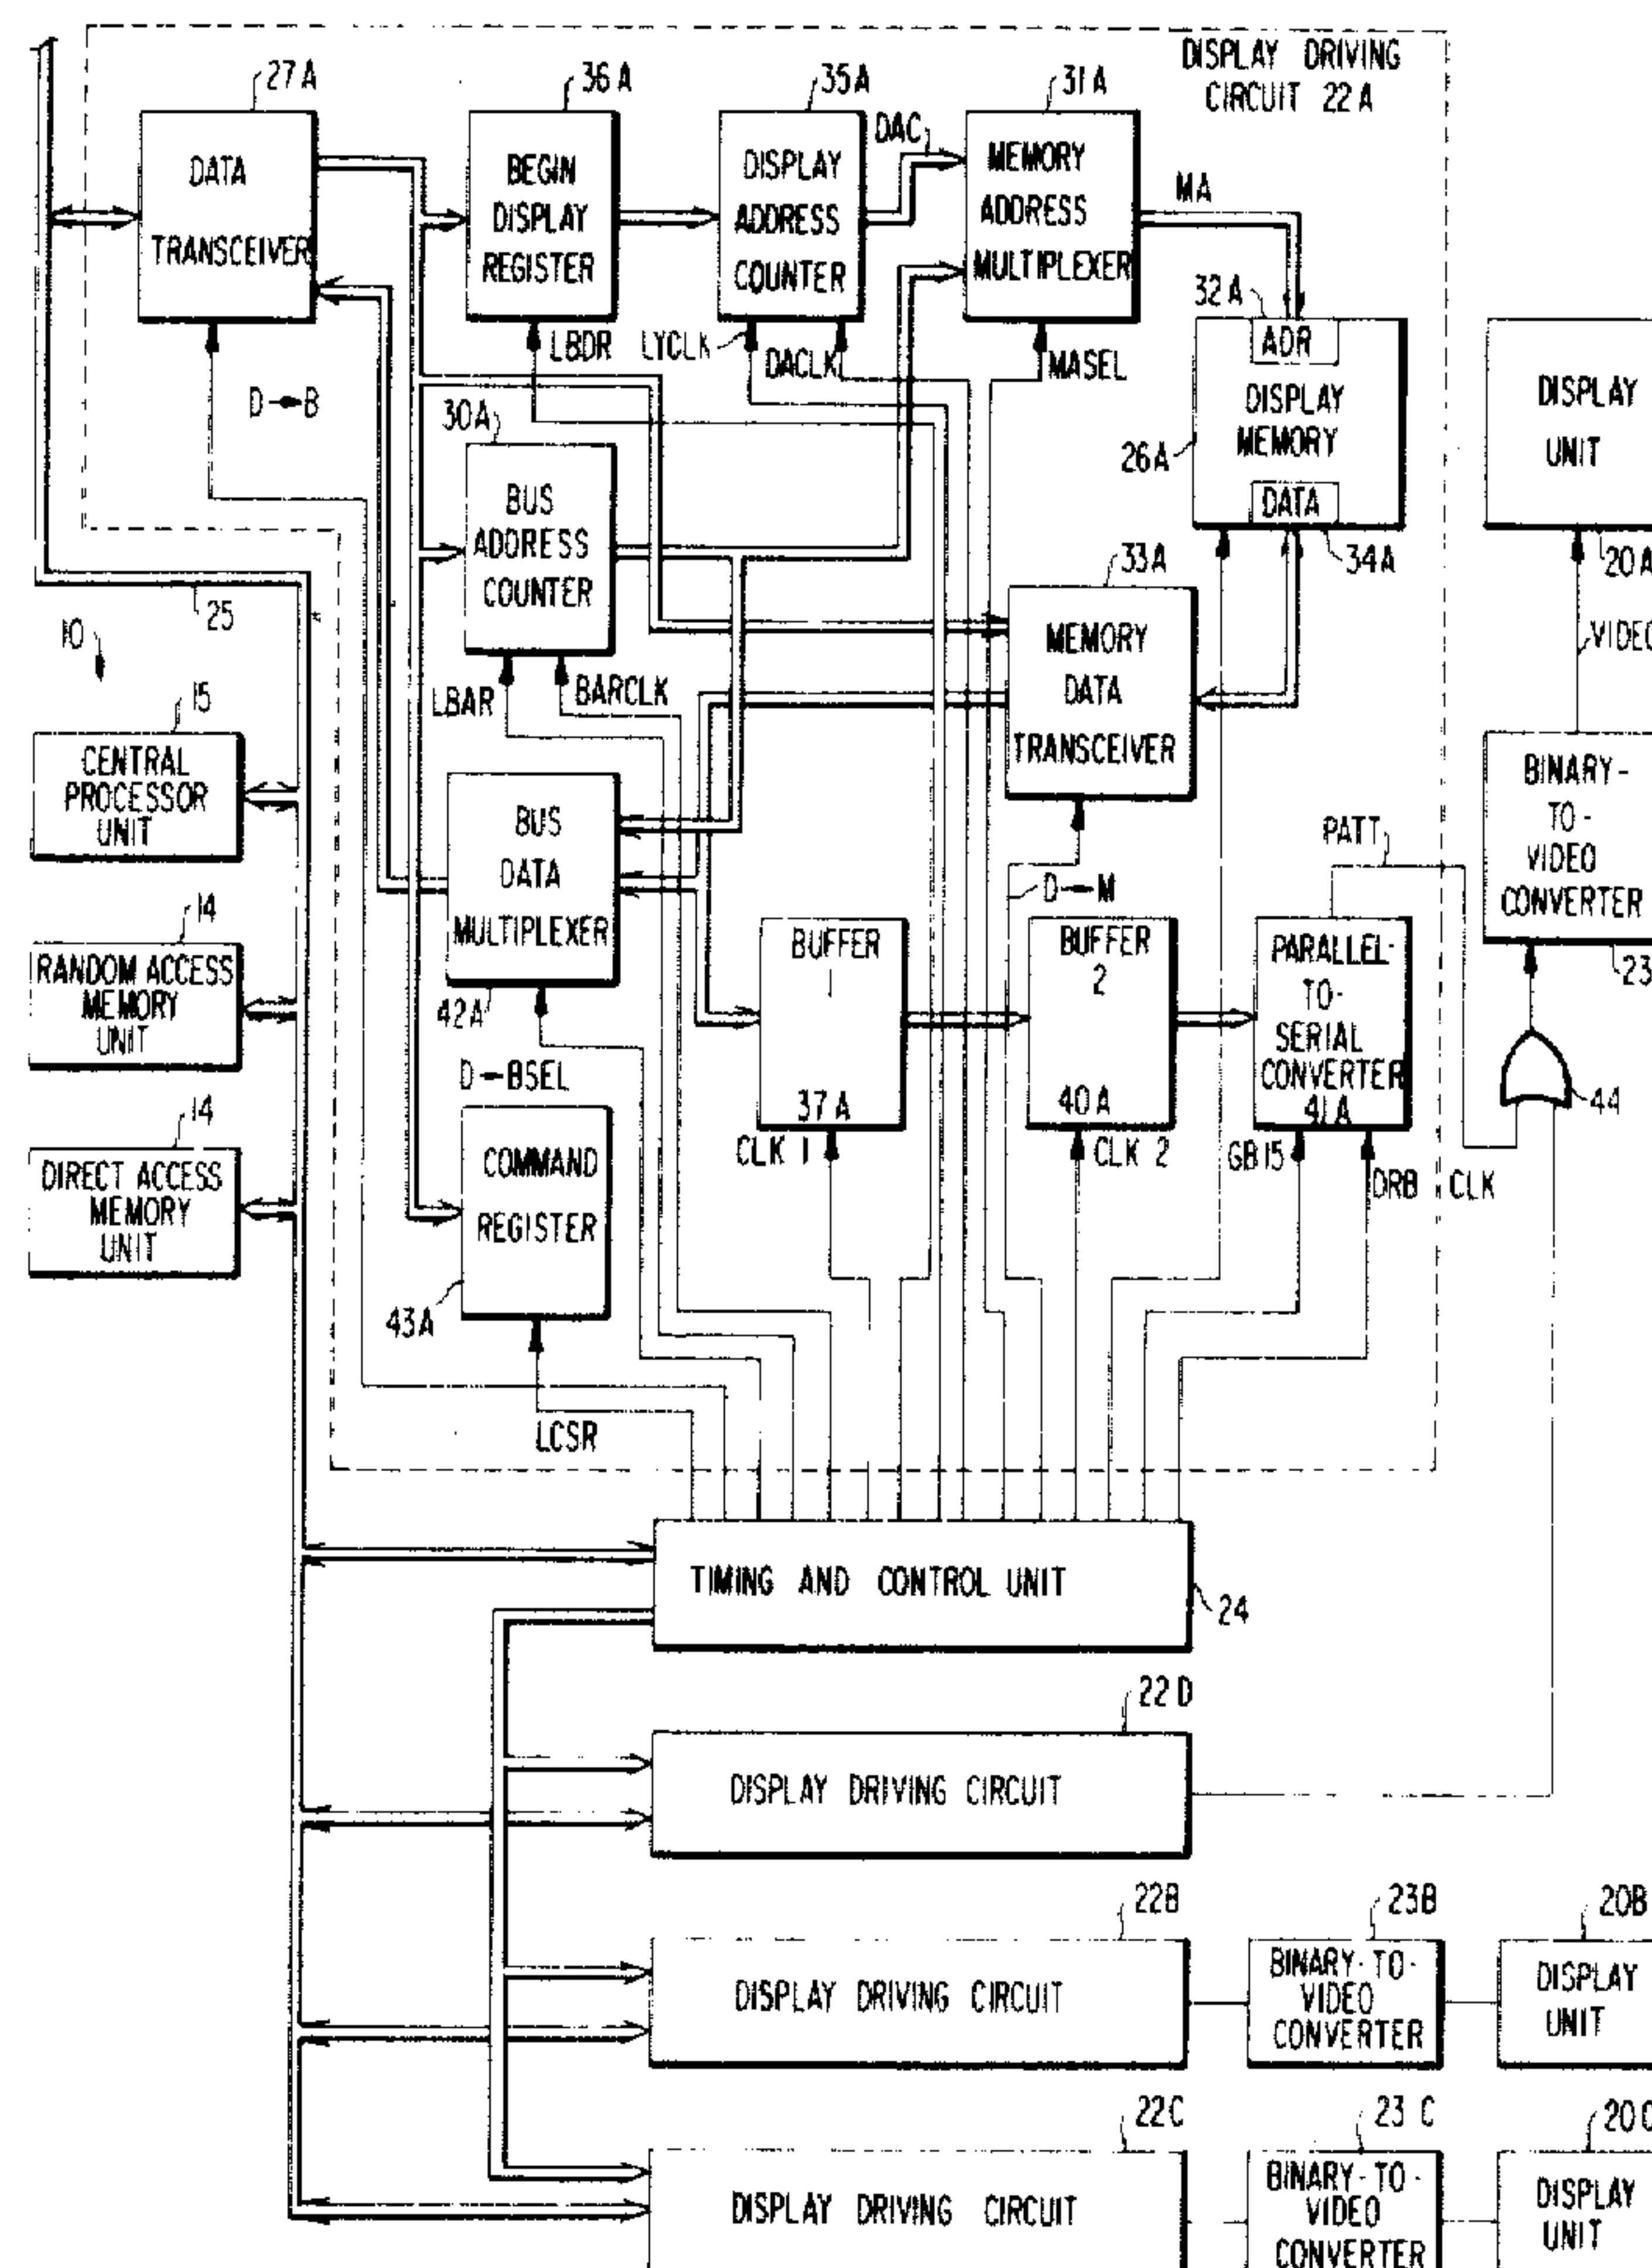 DISPLAY DRIVING
CIRCUIT 22A
27A
36A
35A
31A
DATA
TRANSCEIVER
BEGIN
DISPLAY
REGISTER
DISPLAY
ADDRESS
COUNTER
DAC
MEMORY
ADDRESS
MULTIPLEXER
MA
32A
ADR
DISPLAY
MEMORY
26A
DATA
34A
DISPLAY
UNIT
20A
D→B
LBDR
LYCLK
DACLK
MASEL
30A
BUS
ADDRESS
COUNTER
33A
MEMORY
DATA
TRANSCEIVER
VIDEO
25
10
LBAR
BARCLK
15
CENTRAL
PROCESSOR
UNIT
BUS
DATA
MULTIPLEXER
42A
D→M
PATT
BINARY-
TO-
VIDEO
CONVERTER
23
14
RANDOM ACCESS
MEMORY
UNIT
BUFFER
1
37A
BUFFER
2
40A
PARALLEL-
TO-
SERIAL
CONVERTER
41A
44
D→BSEL
CLK 1
CLK 2
GB15
DRB CLK
14
DIRECT ACCESS
MEMORY
UNIT
COMMAND
REGISTER
43A
LCSR
TIMING AND CONTROL UNIT
24
22D
DISPLAY DRIVING CIRCUIT
22B
23B
20B
DISPLAY DRIVING CIRCUIT
BINARY-TO-
VIDEO
CONVERTER
DISPLAY
UNIT
22C
23C
20C
DISPLAY DRIVING CIRCUIT
BINARY-TO-
VIDEO
CONVERTER
DISPLAY
UNIT